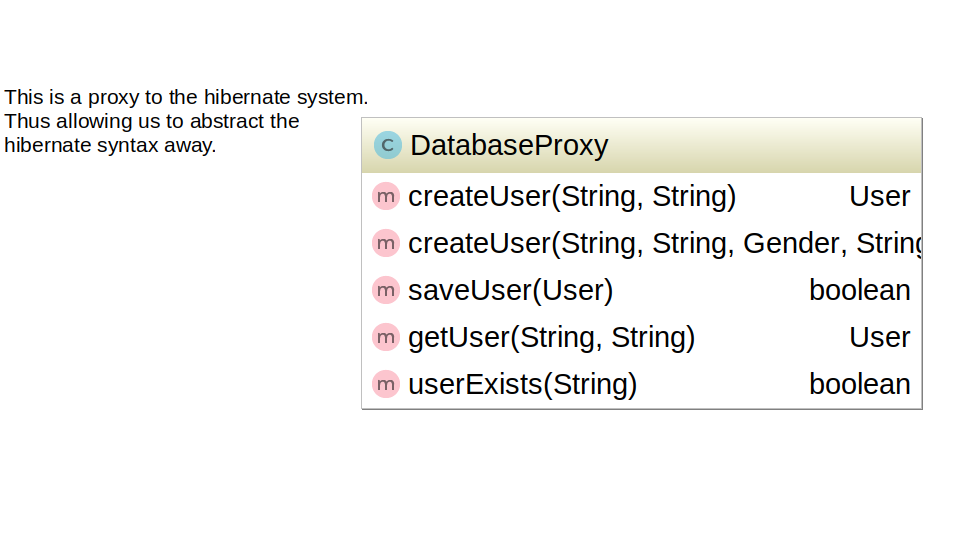 This is a proxy to the hibernate system.
Thus allowing us to abstract the
hibernate syntax away.
C DatabaseProxy
m createUser(String, String) User
m createUser(String, String, Gender, String
m saveUser(User) boolean
m getUser(String, String) User
m userExists(String) boolean